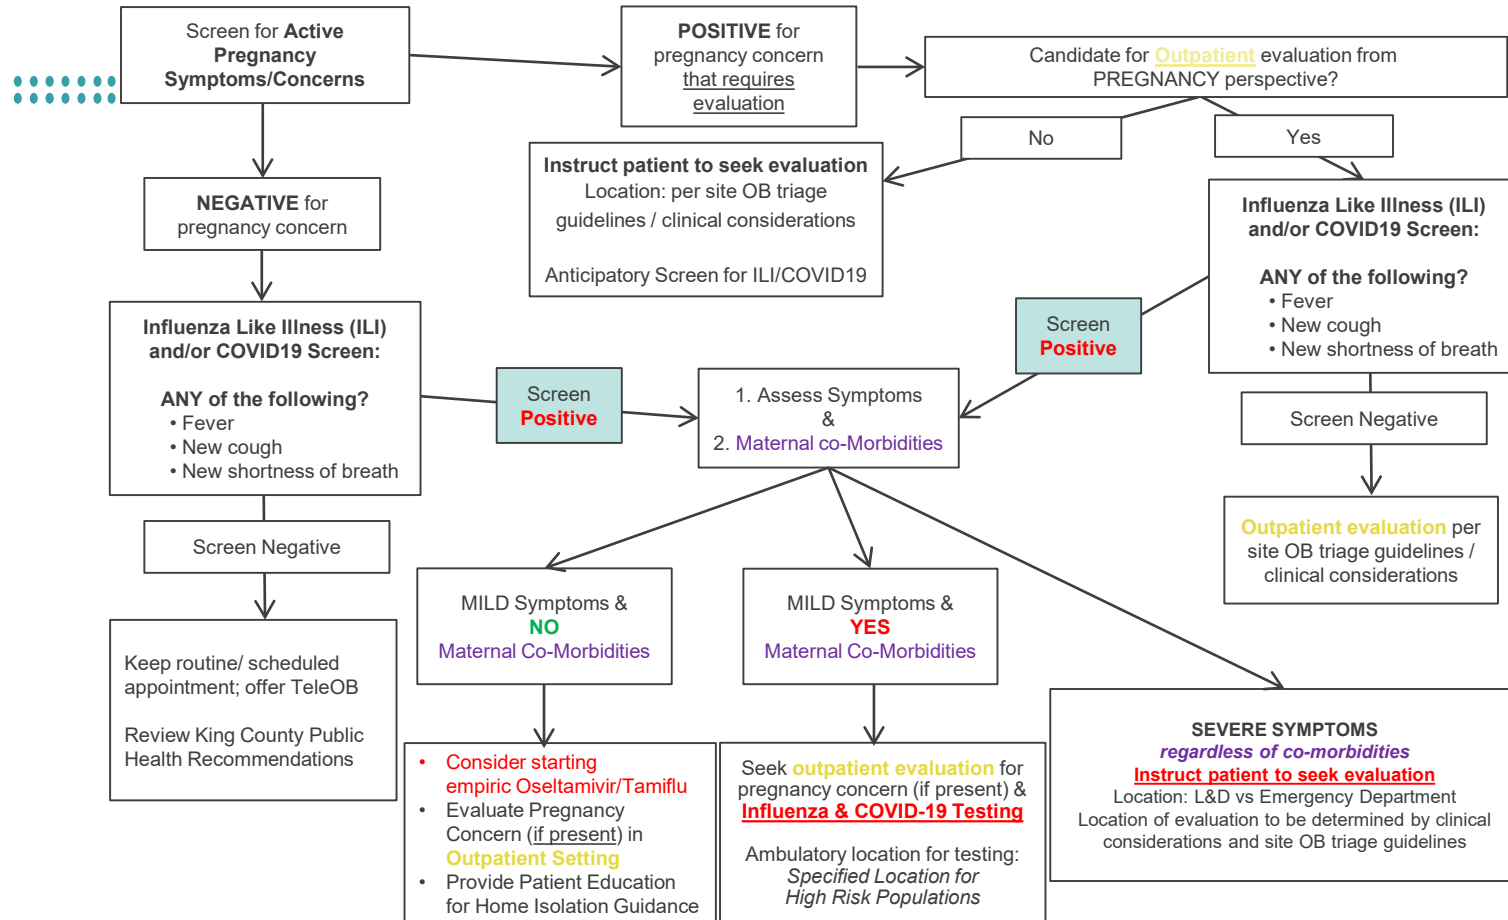 Screen for Active
Pregnancy
Symptoms/Concerns
POSITIVE for
pregnancy concern
that requires
evaluation
Candidate for Outpatient evaluation from
PREGNANCY perspective?
No
Yes
Instruct patient to seek evaluation
Location: per site OB triage
guidelines / clinical considerations
Anticipatory Screen for ILI/COVID19
NEGATIVE for
pregnancy concern
Influenza Like Illness (ILI)
and/or COVID19 Screen:
ANY of the following?
• Fever
• New cough
• New shortness of breath
Screen
Positive
Influenza Like Illness (ILI)
and/or COVID19 Screen:
ANY of the following?
• Fever
• New cough
• New shortness of breath
Screen
Positive
1. Assess Symptoms
&
2. Maternal co-Morbidities
Screen Negative
Outpatient evaluation per
site OB triage guidelines /
clinical considerations
Screen Negative
Keep routine/ scheduled
appointment; offer TeleOB
Review King County Public
Health Recommendations
MILD Symptoms &
NO
Maternal Co-Morbidities
MILD Symptoms &
YES
Maternal Co-Morbidities
• Consider starting
empiric Oseltamivir/Tamiflu
• Evaluate Pregnancy
Concern (if present) in
Outpatient Setting
• Provide Patient Education
for Home Isolation Guidance
Seek outpatient evaluation for
pregnancy concern (if present) &
Influenza & COVID-19 Testing
Ambulatory location for testing:
Specified Location for
High Risk Populations
SEVERE SYMPTOMS
regardless of co-morbidities
Instruct patient to seek evaluation
Location: L&D vs Emergency Department
Location of evaluation to be determined by clinical
considerations and site OB triage guidelines